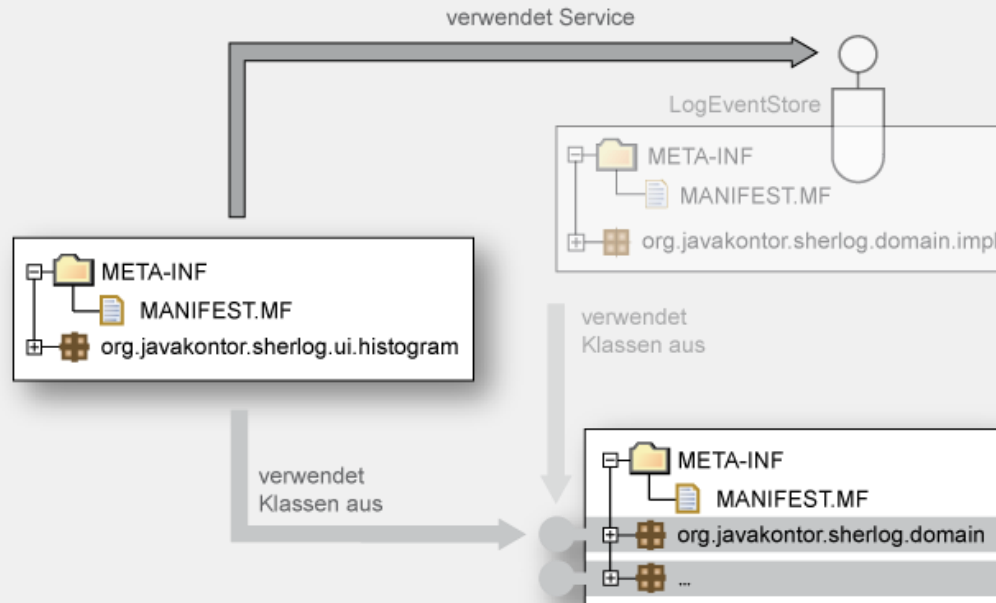 verwendet Service
LogEventStore
META-INF
MANIFEST.MF
org.javakontor.sherlog.domain.impl
META-INF
MANIFEST.MF
org.javakontor.sherlog.ui.histogram
verwendet
Klassen aus
verwendet
Klassen aus
META-INF
MANIFEST.MF
org.javakontor.sherlog.domain
...